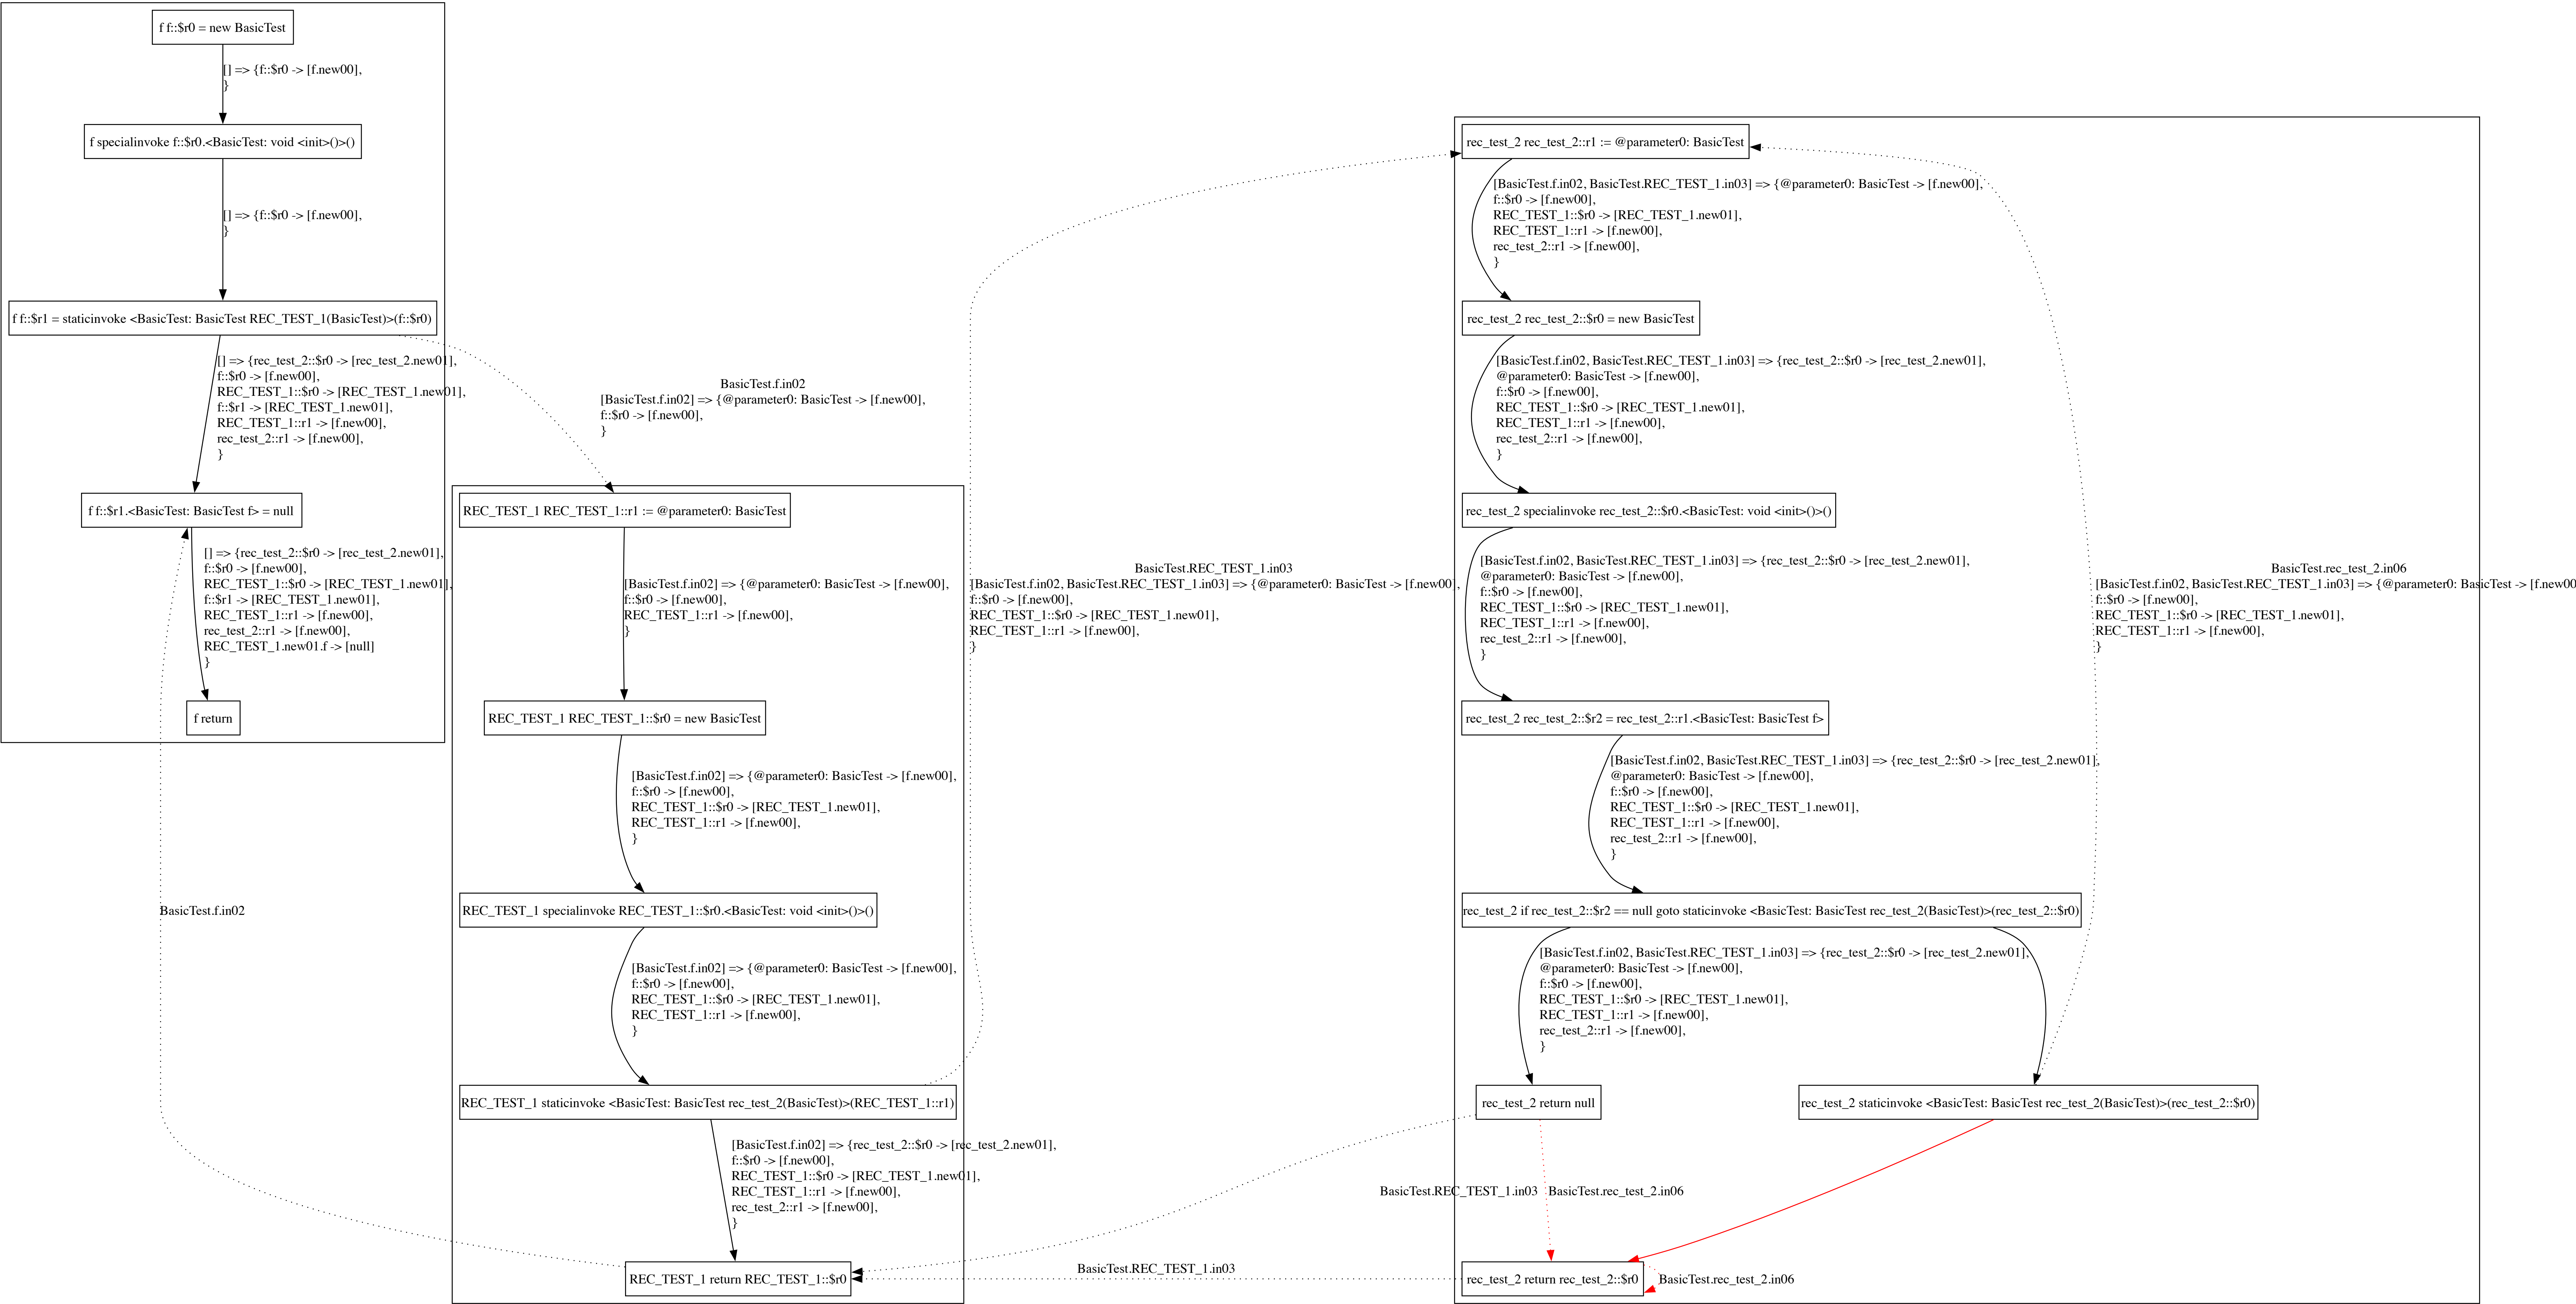 f f::$r0 = new BasicTest
[] => {f::$r0 -> [f.new00],
}
f specialinvoke f::$r0.<BasicTest: void <init>()>()
[] => {f::$r0 -> [f.new00],
}
f f::$r1 = staticinvoke <BasicTest: BasicTest REC_TEST_1(BasicTest)>(f::$r0)
[] => {rec_test_2::$r0 -> [rec_test_2.new01],
f::$r0 -> [f.new00],
REC_TEST_1::$r0 -> [REC_TEST_1.new01],
f::$r1 -> [REC_TEST_1.new01],
REC_TEST_1::r1 -> [f.new00],
rec_test_2::r1 -> [f.new00],
}
f f::$r1.<BasicTest: BasicTest f> = null
[] => {rec_test_2::$r0 -> [rec_test_2.new01],
f::$r0 -> [f.new00],
REC_TEST_1::$r0 -> [REC_TEST_1.new01],
f::$r1 -> [REC_TEST_1.new01],
REC_TEST_1::r1 -> [f.new00],
rec_test_2::r1 -> [f.new00],
REC_TEST_1.new01.f -> [null]
}
f return
BasicTest.f.in02
BasicTest.f.in02
[BasicTest.f.in02] => {@parameter0: BasicTest -> [f.new00],
f::$r0 -> [f.new00],
}
REC_TEST_1 REC_TEST_1::r1 := @parameter0: BasicTest
[BasicTest.f.in02] => {@parameter0: BasicTest -> [f.new00],
f::$r0 -> [f.new00],
REC_TEST_1::r1 -> [f.new00],
}
REC_TEST_1 REC_TEST_1::$r0 = new BasicTest
[BasicTest.f.in02] => {@parameter0: BasicTest -> [f.new00],
f::$r0 -> [f.new00],
REC_TEST_1::$r0 -> [REC_TEST_1.new01],
REC_TEST_1::r1 -> [f.new00],
}
REC_TEST_1 specialinvoke REC_TEST_1::$r0.<BasicTest: void <init>()>()
[BasicTest.f.in02] => {@parameter0: BasicTest -> [f.new00],
f::$r0 -> [f.new00],
REC_TEST_1::$r0 -> [REC_TEST_1.new01],
REC_TEST_1::r1 -> [f.new00],
}
REC_TEST_1 staticinvoke <BasicTest: BasicTest rec_test_2(BasicTest)>(REC_TEST_1::r1)
[BasicTest.f.in02] => {rec_test_2::$r0 -> [rec_test_2.new01],
f::$r0 -> [f.new00],
REC_TEST_1::$r0 -> [REC_TEST_1.new01],
REC_TEST_1::r1 -> [f.new00],
rec_test_2::r1 -> [f.new00],
}
REC_TEST_1 return REC_TEST_1::$r0
BasicTest.REC_TEST_1.in03
[BasicTest.f.in02, BasicTest.REC_TEST_1.in03] => {@parameter0: BasicTest -> [f.new00],
f::$r0 -> [f.new00],
REC_TEST_1::$r0 -> [REC_TEST_1.new01],
REC_TEST_1::r1 -> [f.new00],
}
rec_test_2 rec_test_2::r1 := @parameter0: BasicTest
[BasicTest.f.in02, BasicTest.REC_TEST_1.in03] => {@parameter0: BasicTest -> [f.new00],
f::$r0 -> [f.new00],
REC_TEST_1::$r0 -> [REC_TEST_1.new01],
REC_TEST_1::r1 -> [f.new00],
rec_test_2::r1 -> [f.new00],
}
rec_test_2 rec_test_2::$r0 = new BasicTest
[BasicTest.f.in02, BasicTest.REC_TEST_1.in03] => {rec_test_2::$r0 -> [rec_test_2.new01],
@parameter0: BasicTest -> [f.new00],
f::$r0 -> [f.new00],
REC_TEST_1::$r0 -> [REC_TEST_1.new01],
REC_TEST_1::r1 -> [f.new00],
rec_test_2::r1 -> [f.new00],
}
rec_test_2 specialinvoke rec_test_2::$r0.<BasicTest: void <init>()>()
[BasicTest.f.in02, BasicTest.REC_TEST_1.in03] => {rec_test_2::$r0 -> [rec_test_2.new01],
@parameter0: BasicTest -> [f.new00],
f::$r0 -> [f.new00],
REC_TEST_1::$r0 -> [REC_TEST_1.new01],
REC_TEST_1::r1 -> [f.new00],
rec_test_2::r1 -> [f.new00],
}
rec_test_2 rec_test_2::$r2 = rec_test_2::r1.<BasicTest: BasicTest f>
[BasicTest.f.in02, BasicTest.REC_TEST_1.in03] => {rec_test_2::$r0 -> [rec_test_2.new01],
@parameter0: BasicTest -> [f.new00],
f::$r0 -> [f.new00],
REC_TEST_1::$r0 -> [REC_TEST_1.new01],
REC_TEST_1::r1 -> [f.new00],
rec_test_2::r1 -> [f.new00],
}
rec_test_2 if rec_test_2::$r2 == null goto staticinvoke <BasicTest: BasicTest rec_test_2(BasicTest)>(rec_test_2::$r0)
[BasicTest.f.in02, BasicTest.REC_TEST_1.in03] => {rec_test_2::$r0 -> [rec_test_2.new01],
@parameter0: BasicTest -> [f.new00],
f::$r0 -> [f.new00],
REC_TEST_1::$r0 -> [REC_TEST_1.new01],
REC_TEST_1::r1 -> [f.new00],
rec_test_2::r1 -> [f.new00],
}
rec_test_2 return null
rec_test_2 staticinvoke <BasicTest: BasicTest rec_test_2(BasicTest)>(rec_test_2::$r0)
BasicTest.rec_test_2.in06
[BasicTest.f.in02, BasicTest.REC_TEST_1.in03] => {@parameter0: BasicTest -> [f.new00
f::$r0 -> [f.new00],
REC_TEST_1::$r0 -> [REC_TEST_1.new01],
REC_TEST_1::r1 -> [f.new00],
}
BasicTest.REC_TEST_1.in03
BasicTest.rec_test_2.in06
BasicTest.REC_TEST_1.in03
rec_test_2 return rec_test_2::$r0
BasicTest.rec_test_2.in06